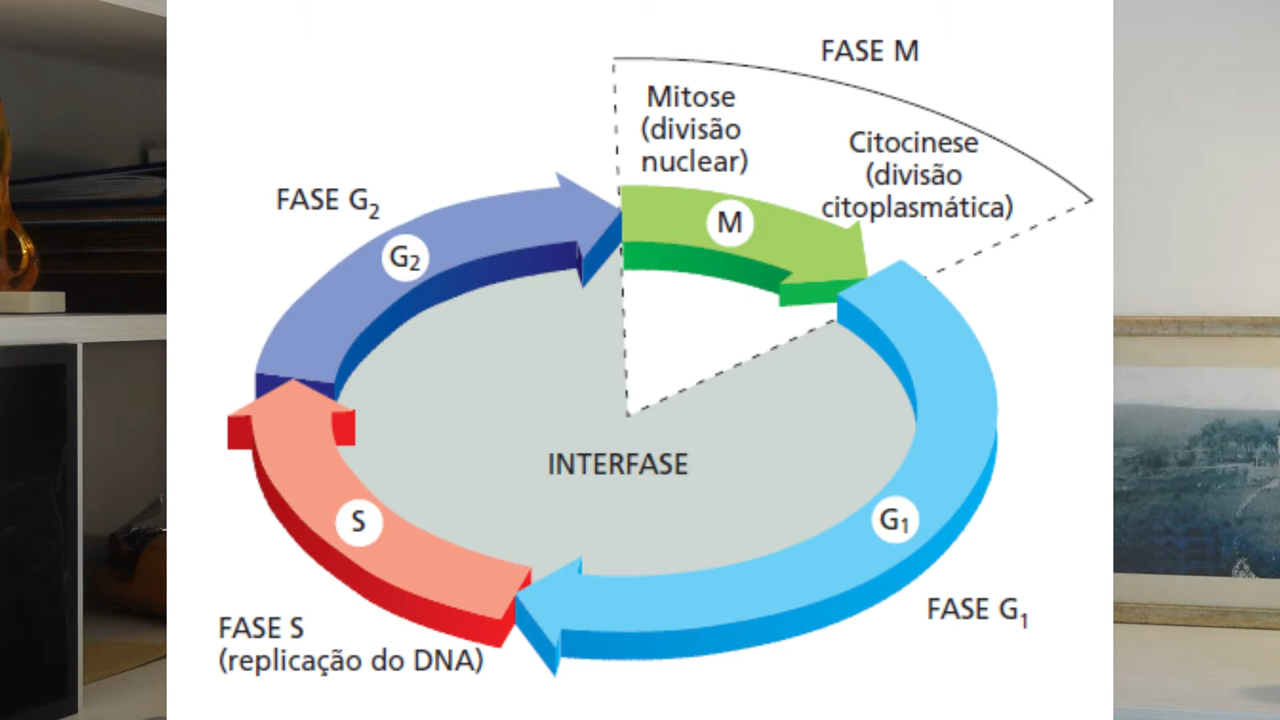 FASE M
Mitose
(divisão
nuclear)
Citocinese
(divisão
citoplasmática)
FASE G₂
G₂
M
INTERFASE
S
G₁
FASE G₁
FASE S
(replicação do DNA)